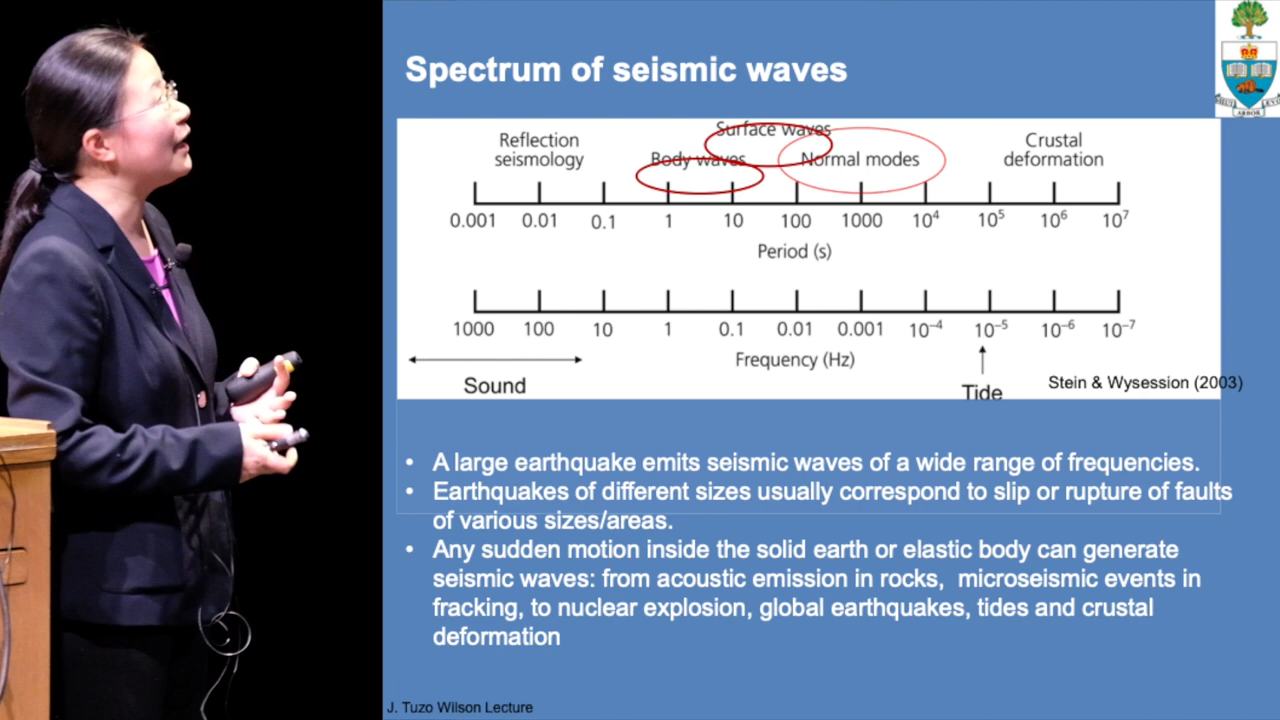 Spectrum of seismic waves
Surface waves
Reflection
seismology
Body waves
Normal modes
Crustal
deformation
0.001 0.01 0.1 1 10 100 1000 10⁴ 10⁵ 10⁶ 10⁷
Period (s)
1000 100 10 1 0.1 0.01 0.001 10⁻⁴ 10⁻⁵ 10⁻⁶ 10⁻⁷
Frequency (Hz)
Sound
Tide
Stein & Wysession (2003)
• A large earthquake emits seismic waves of a wide range of frequencies.
• Earthquakes of different sizes usually correspond to slip or rupture of faults
of various sizes/areas.
• Any sudden motion inside the solid earth or elastic body can generate
seismic waves: from acoustic emission in rocks, microseismic events in
fracking, to nuclear explosion, global earthquakes, tides and crustal
deformation
J. Tuzo Wilson Lecture
ARBOR